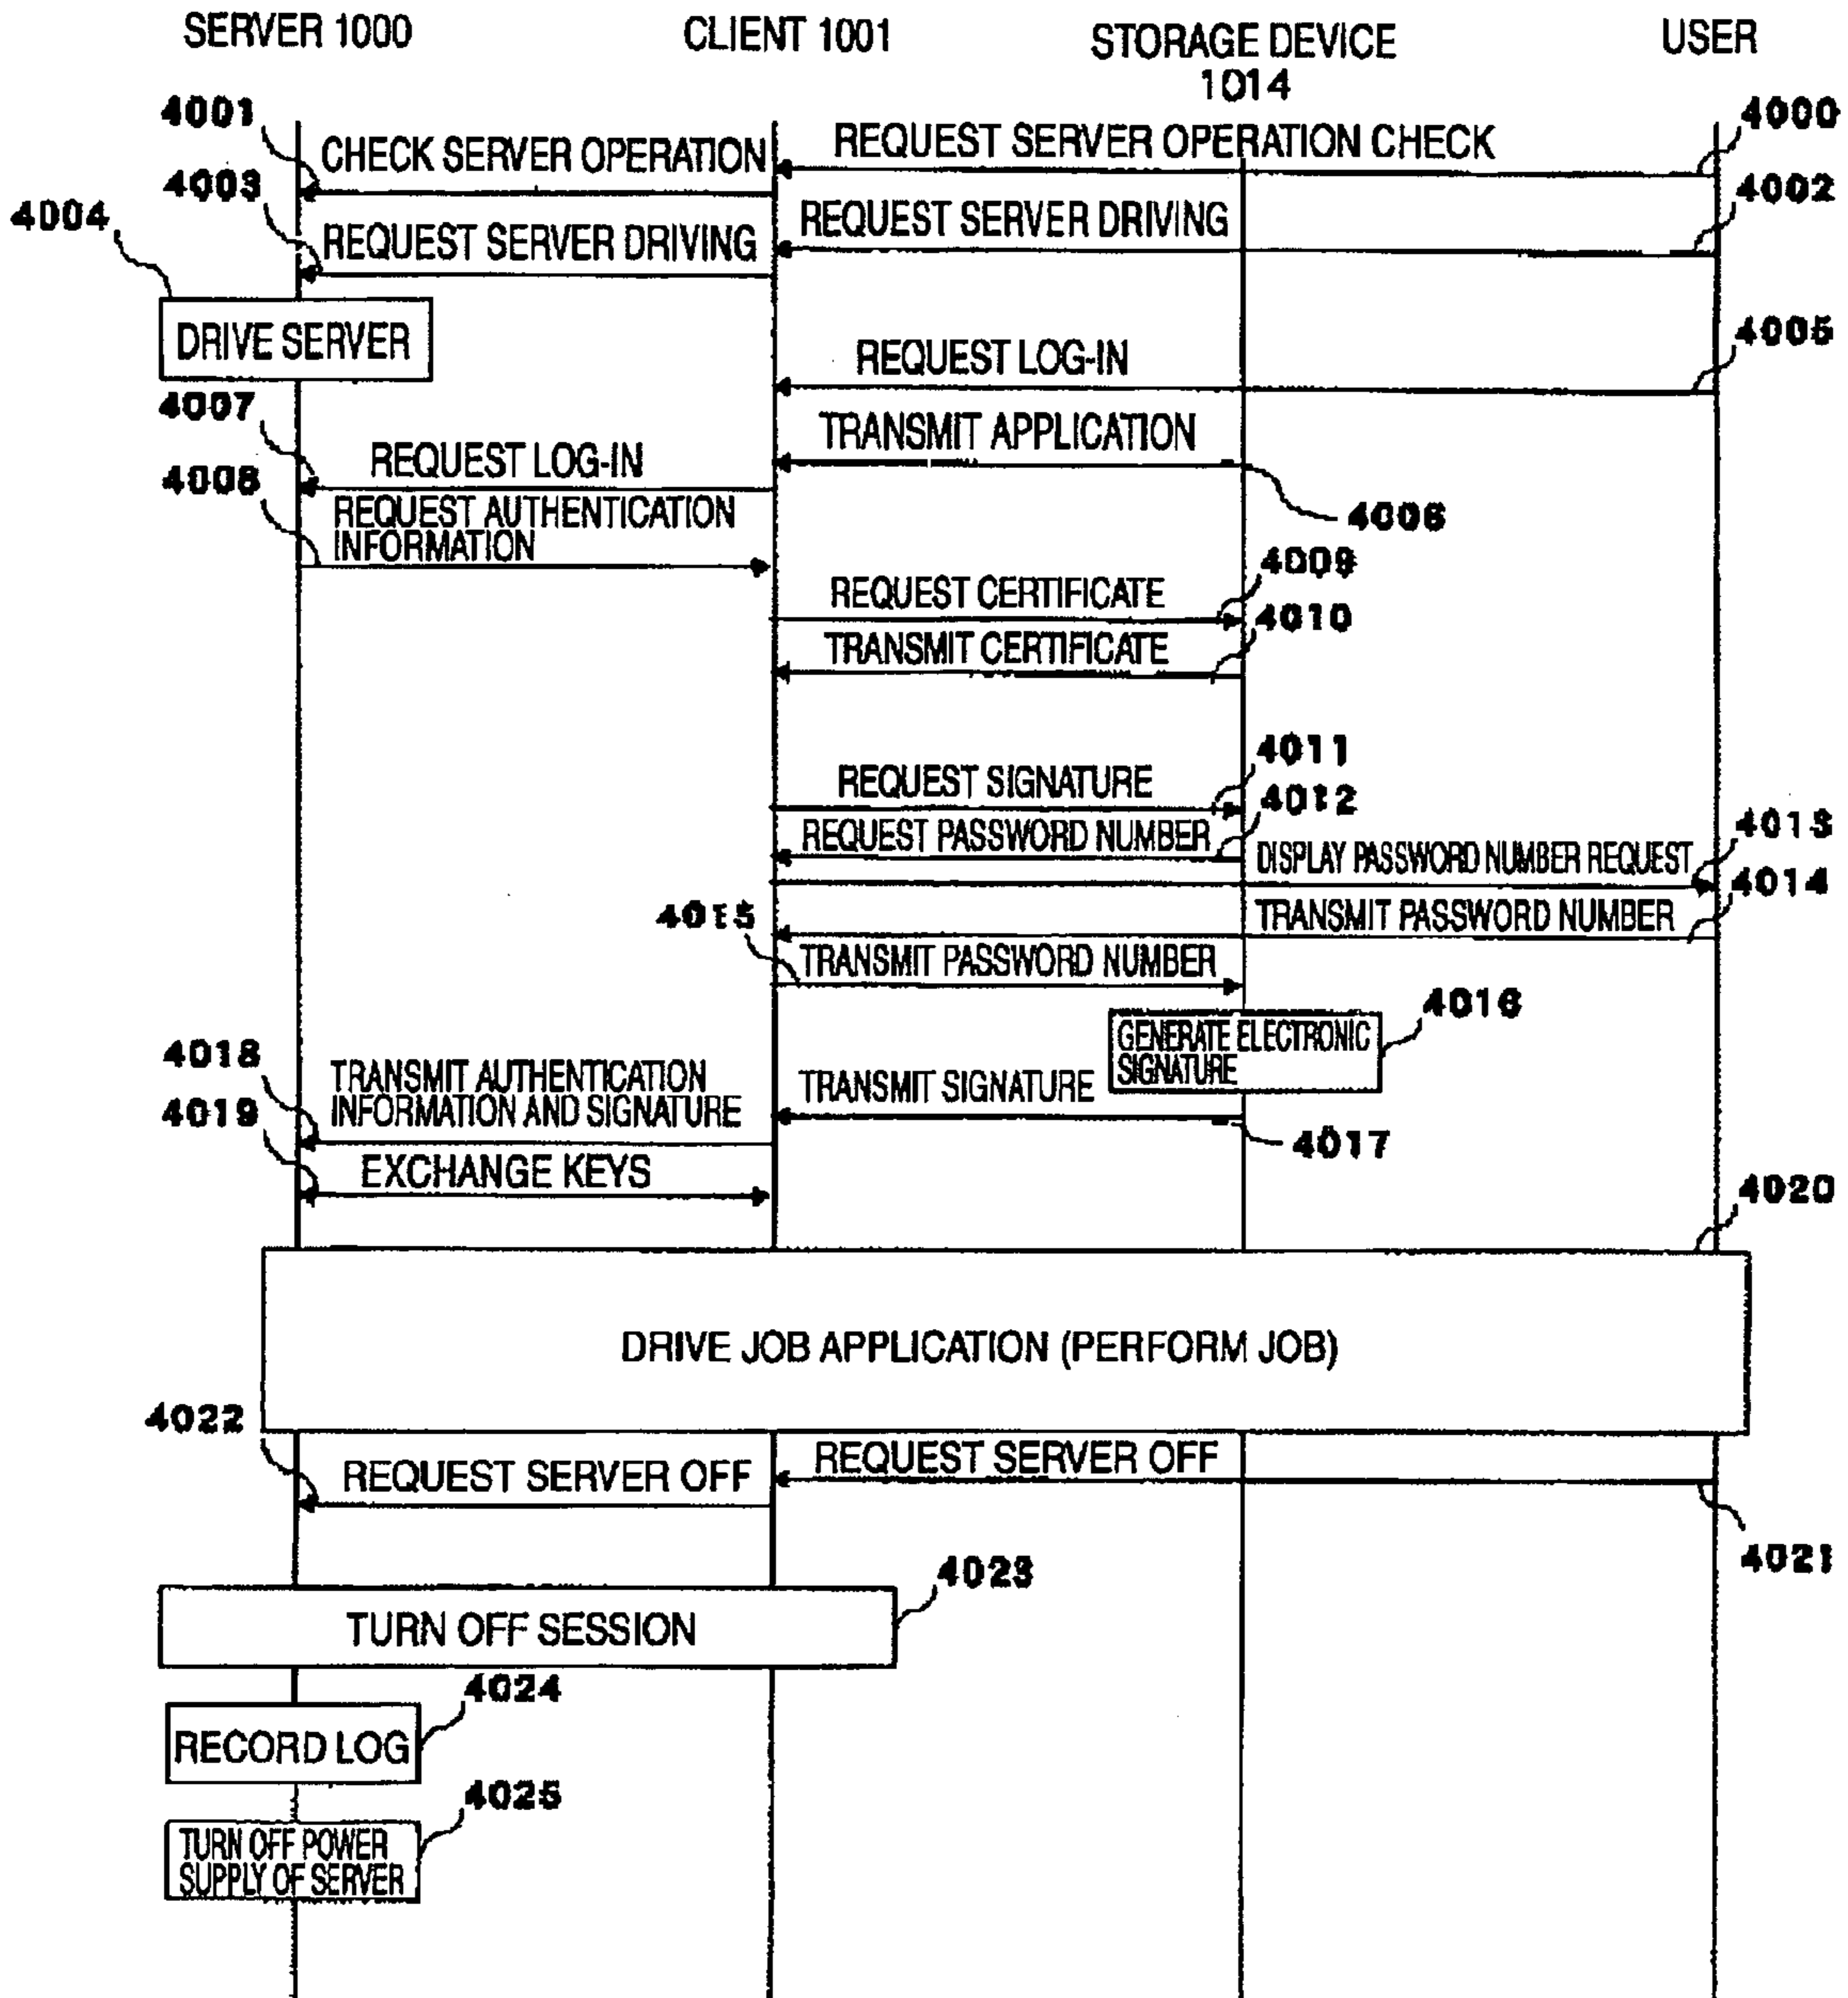 SERVER 1000
CLIENT 1001
STORAGE DEVICE
1014
USER
4001
CHECK SERVER OPERATION
REQUEST SERVER OPERATION CHECK
4000
4003
4004
REQUEST SERVER DRIVING
REQUEST SERVER DRIVING
4002
DRIVE SERVER
REQUEST LOG-IN
4005
4007
TRANSMIT APPLICATION
REQUEST LOG-IN
4008
REQUEST AUTHENTICATION
INFORMATION
4006
4009
REQUEST CERTIFICATE
4010
TRANSMIT CERTIFICATE
4011
REQUEST SIGNATURE
4012
REQUEST PASSWORD NUMBER
DISPLAY PASSWORD NUMBER REQUEST
4013
4014
4015
TRANSMIT PASSWORD NUMBER
TRANSMIT PASSWORD NUMBER
4016
GENERATE ELECTRONIC
SIGNATURE
4018
TRANSMIT AUTHENTICATION
INFORMATION AND SIGNATURE
TRANSMIT SIGNATURE
4019
4017
EXCHANGE KEYS
4020
DRIVE JOB APPLICATION (PERFORM JOB)
4022
REQUEST SERVER OFF
REQUEST SERVER OFF
4021
4023
TURN OFF SESSION
4024
RECORD LOG
4025
TURN OFF POWER
SUPPLY OF SERVER